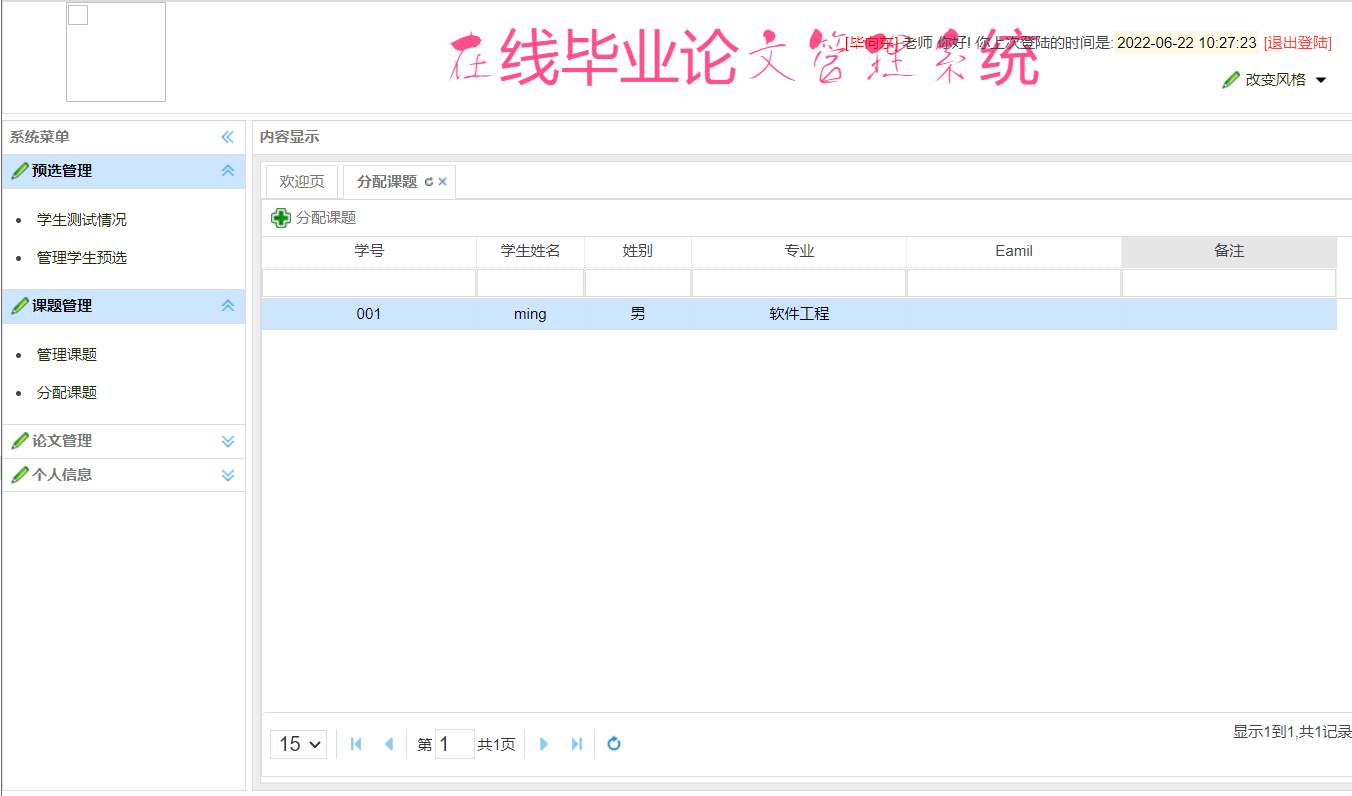 在线毕业论文管理系统
[毕向东] 老师 你好! 你上次登陆的时间是: 2022-06-22 10:27:23 [退出登陆]
改变风格
系统菜单
预选管理
学生测试情况
管理学生预选
课题管理
管理课题
分配课题
论文管理
个人信息
内容显示
欢迎页 分配课题
分配课题
学号 学生姓名 姓别 专业 Eamil 备注
001 ming 男 软件工程
15 第 1 共1页
显示1到1,共1记录